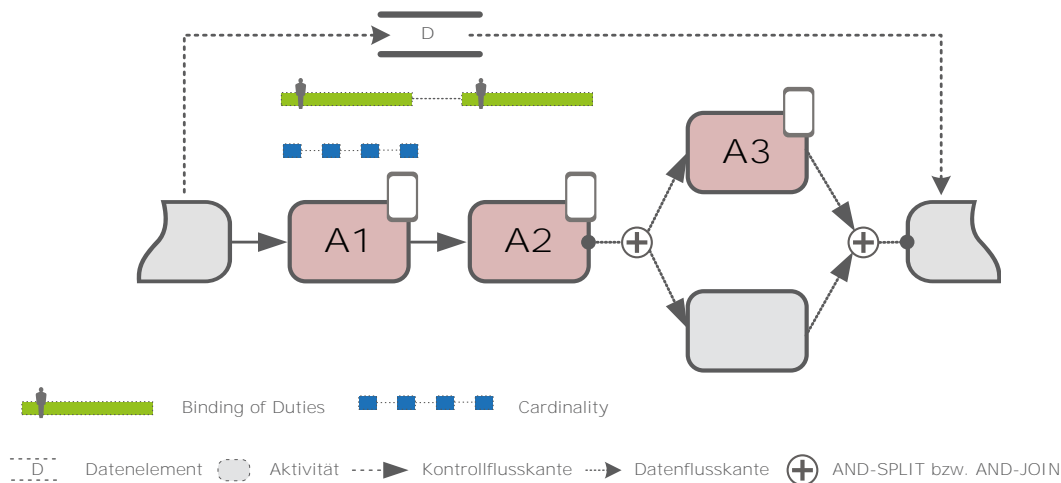 D
A3
A1
A2
Binding of Duties
Cardinality
D
Datenelement
Aktivität
Kontrollflusskante
Datenflusskante
AND-SPLIT bzw. AND-JOIN